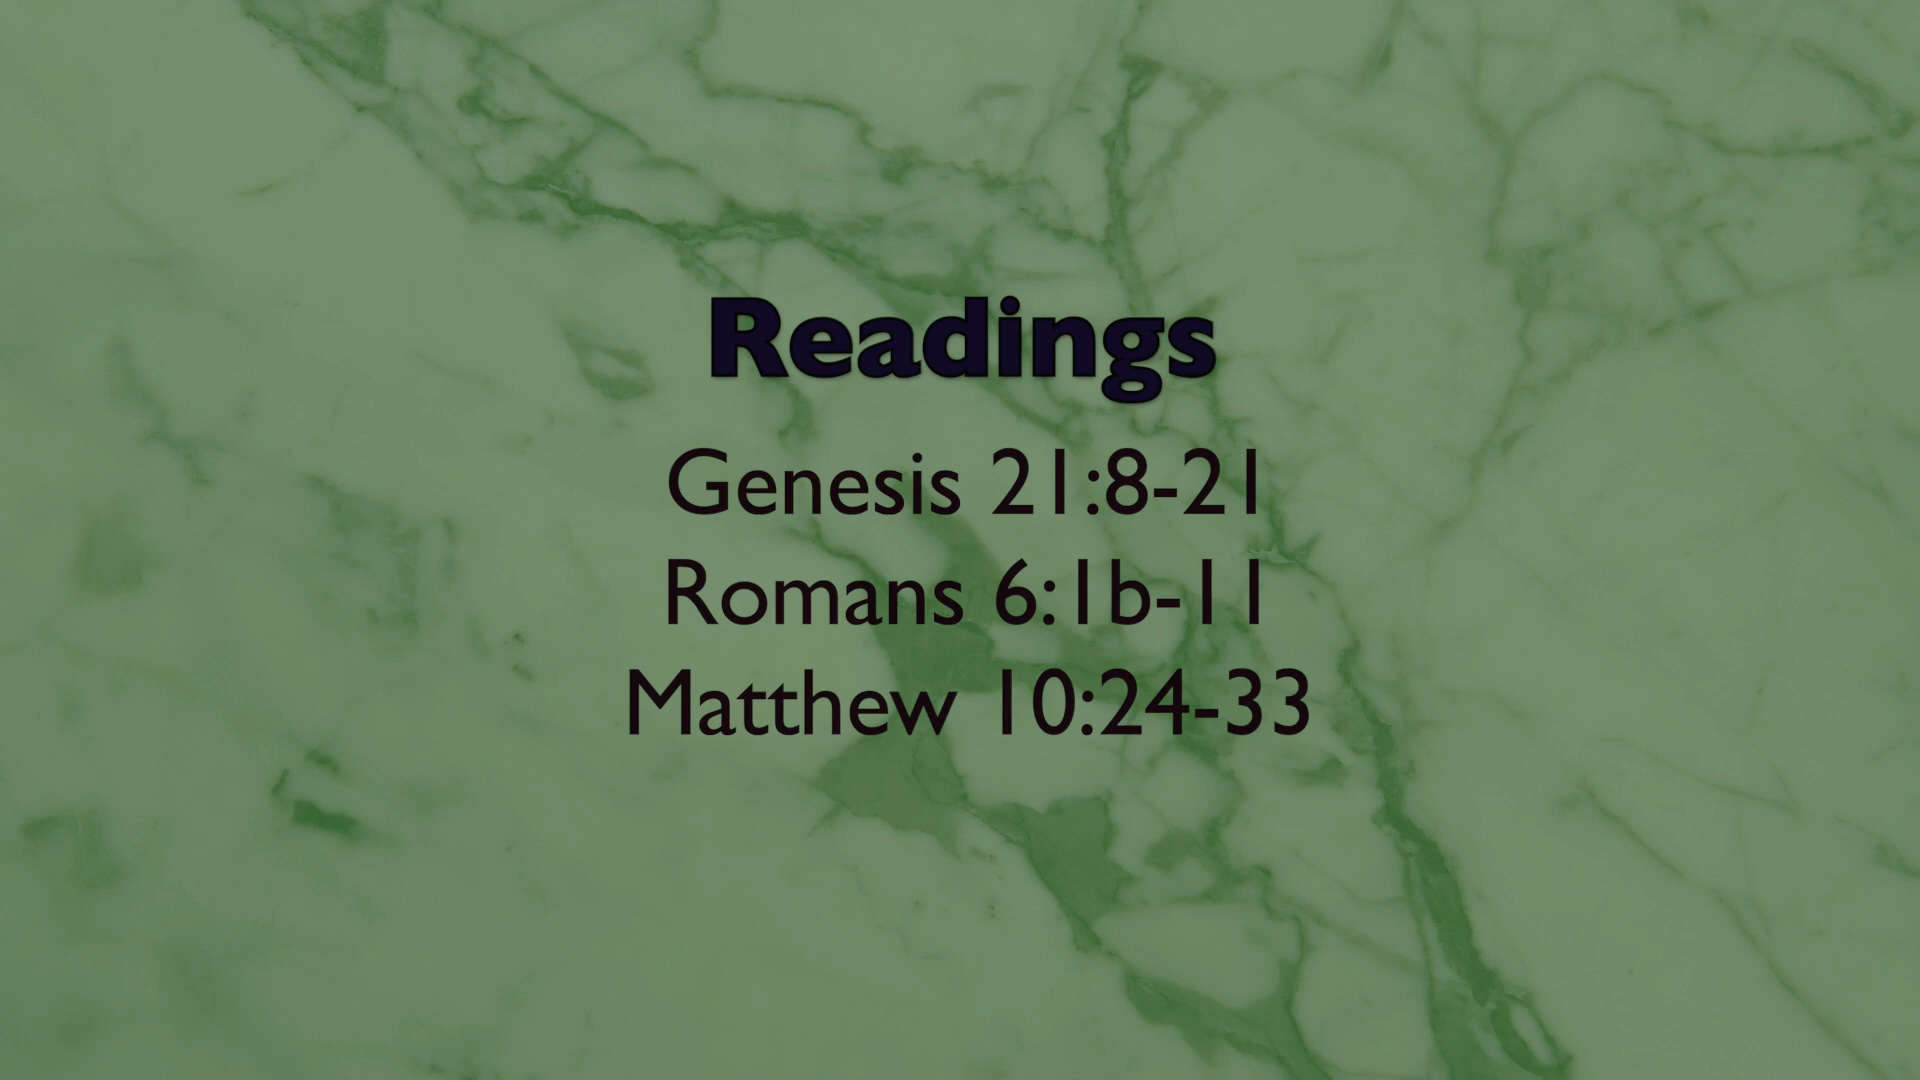 Readings
Genesis 21:8-21
Romans 6:1b-11
Matthew 10:24-33